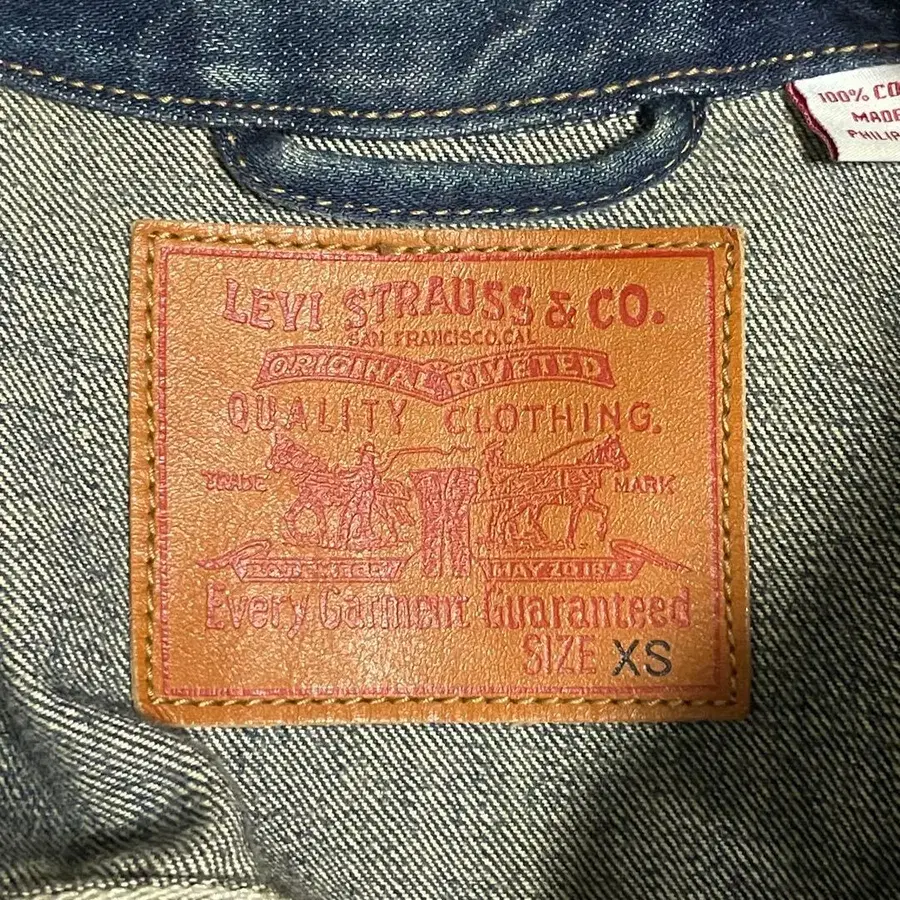 100% CO
MADE
PHILIP
LEVI STRAUSS & CO.
SAN FRANCISCO, CAL
ORIGINAL RIVETED
QUALITY CLOTHING.
TRADE MARK
MAY 20 1873
Every Garment Guaranteed
SIZE XS